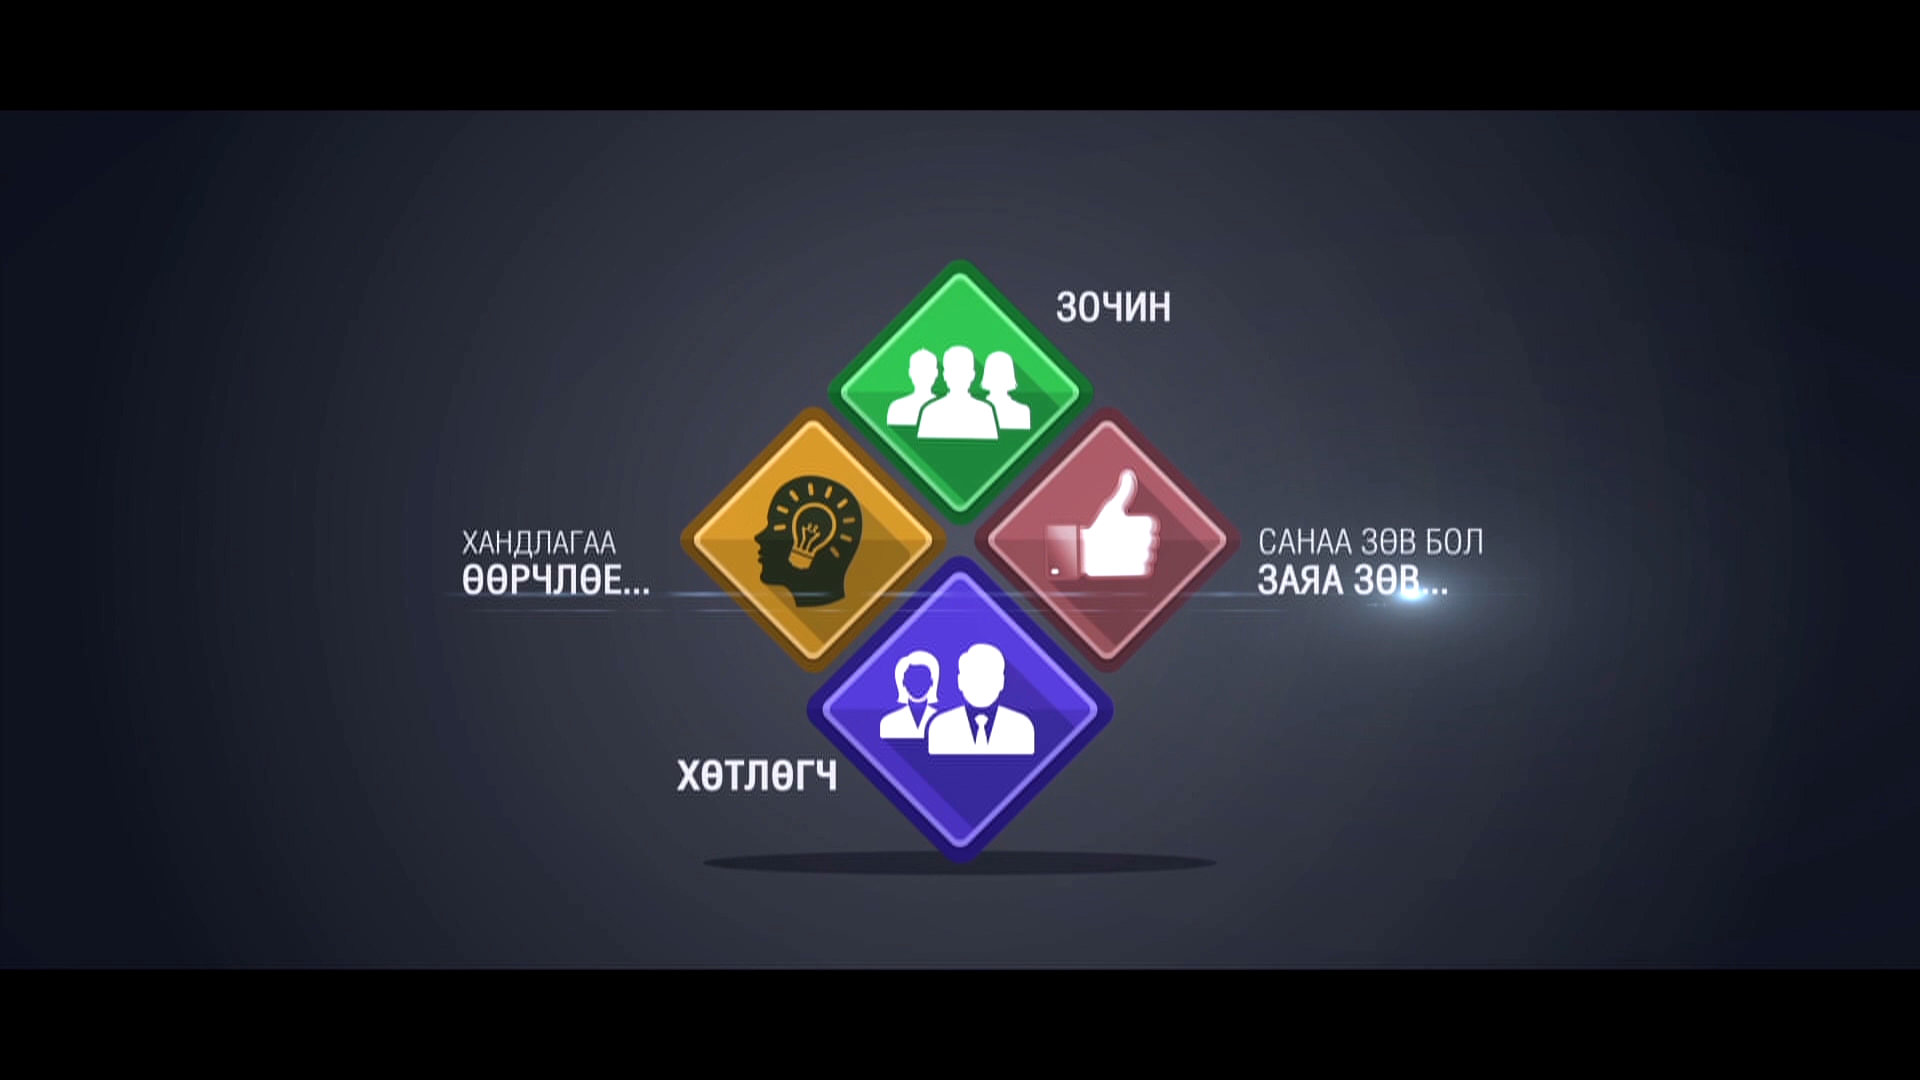 ЗОЧИН
ХАНДЛАГАА
ӨӨРЧЛӨЕ...
САНАА ЗӨВ БОЛ
ЗАЯА ЗӨВ...
ХӨТЛӨГЧ